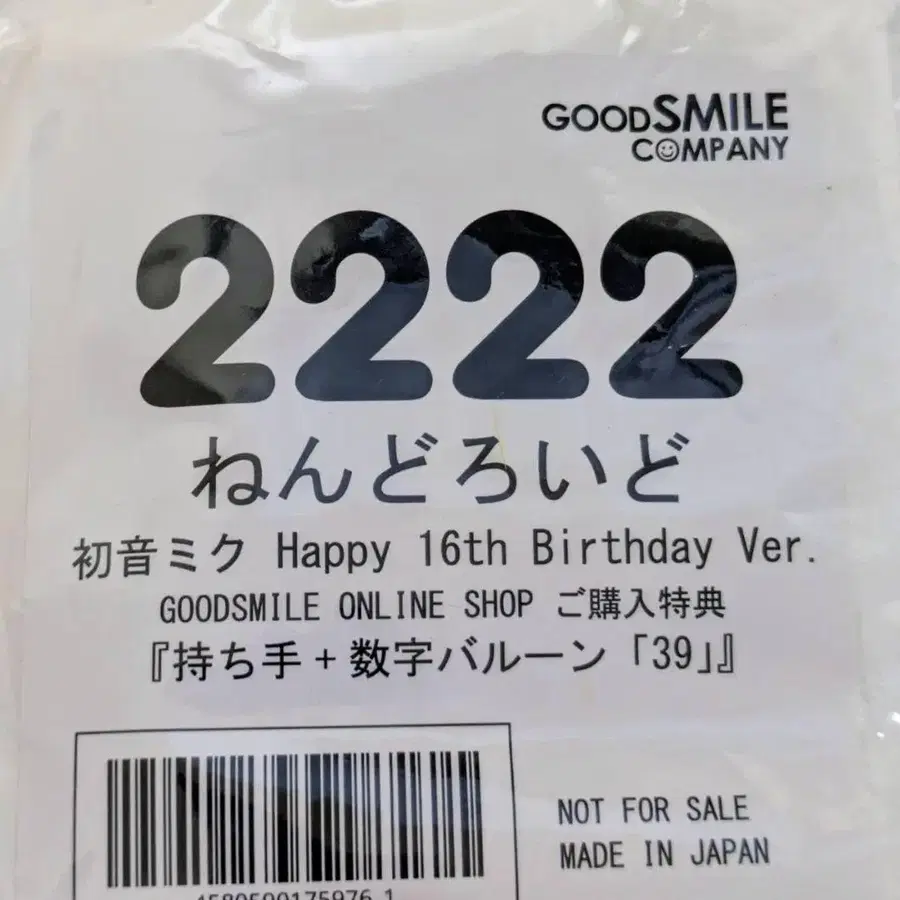 GOODSMILE
COMPANY
2222
ねんどろいど
初音ミク Happy 16th Birthday Ver.
GOODSMILE ONLINE SHOP ご購入特典
『持ち手+数字バルーン「39」』
NOT FOR SALE
MADE IN JAPAN